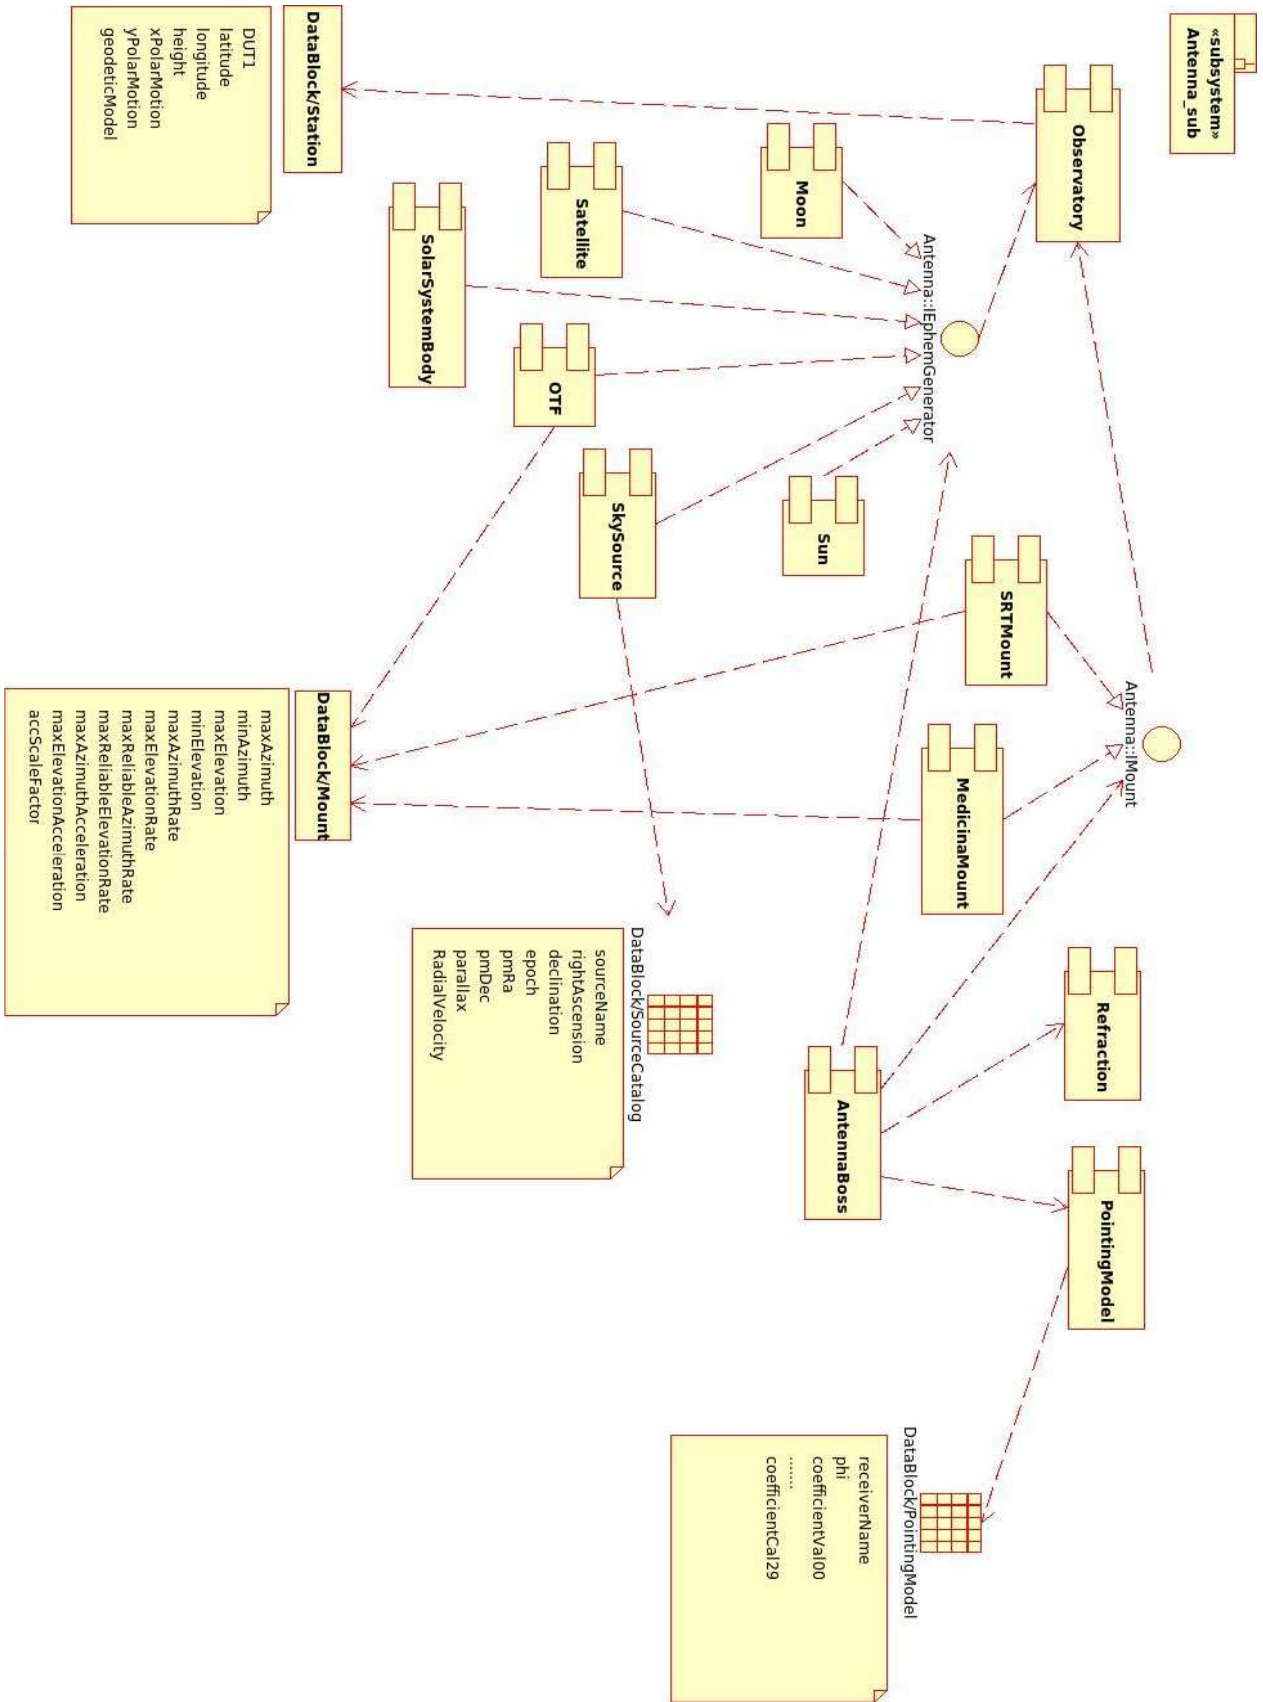 «subsystem»
Antenna_sub
Observatory
Antenna::IMount
Refraction
PointingModel
SRTMount
MedicinaMount
Antenna::IEphemGenerator
Moon
Sun
AntennaBoss
DataBlock/PointingModel
receiverName
phi
coefficientVal00
.......
coefficientCal29
Satellite
SkySource
OTF
SolarSystemBody
DataBlock/SourceCatalog
sourceName
rightAscension
declination
epoch
pmRa
pmDec
parallax
RadialVelocity
DataBlock/Station
DUT1
latitude
longitude
height
xPolarMotion
yPolarMotion
geodeticModel
DataBlock/Mount
maxAzimuth
minAzimuth
maxElevation
minElevation
maxAzimuthRate
maxElevationRate
maxReliableAzimuthRate
maxReliableElevationRate
maxAzimuthAcceleration
maxElevationAcceleration
accScaleFactor